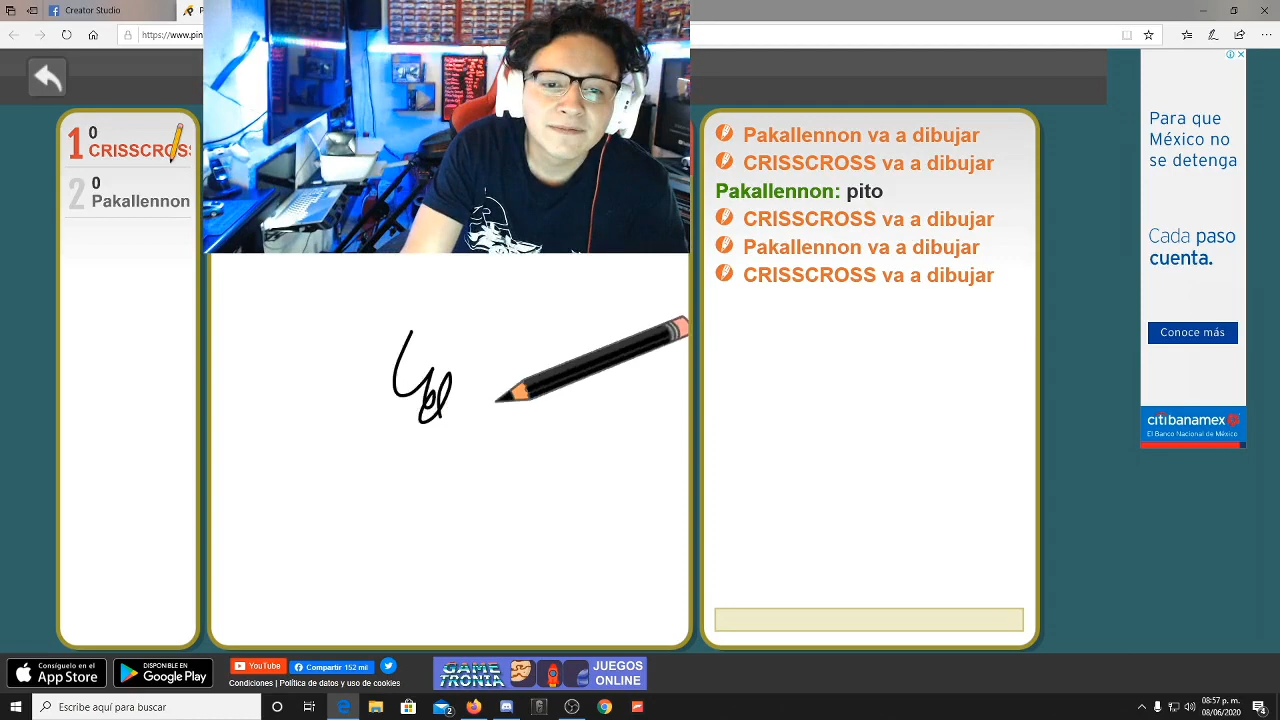 Creator Studio
https://www.pin
1
0
CRISSCROSS
2
0
Pakallennon
Pakallennon va a dibujar
CRISSCROSS va a dibujar
Pakallennon: pito
CRISSCROSS va a dibujar
Pakallennon va a dibujar
CRISSCROSS va a dibujar
Para que
México no
se detenga
Cada paso
cuenta.
Conoce más
citibanamex
El Banco Nacional de México
Consíguelo en el
App Store
DISPONIBLE EN
Google Play
YouTube
Compartir 152 mil
Condiciones | Política de datos y uso de cookies
GAME
TRONIA
JUEGOS
ONLINE
Escribe aquí para buscar
2
08:57 p. m.
08/06/2020